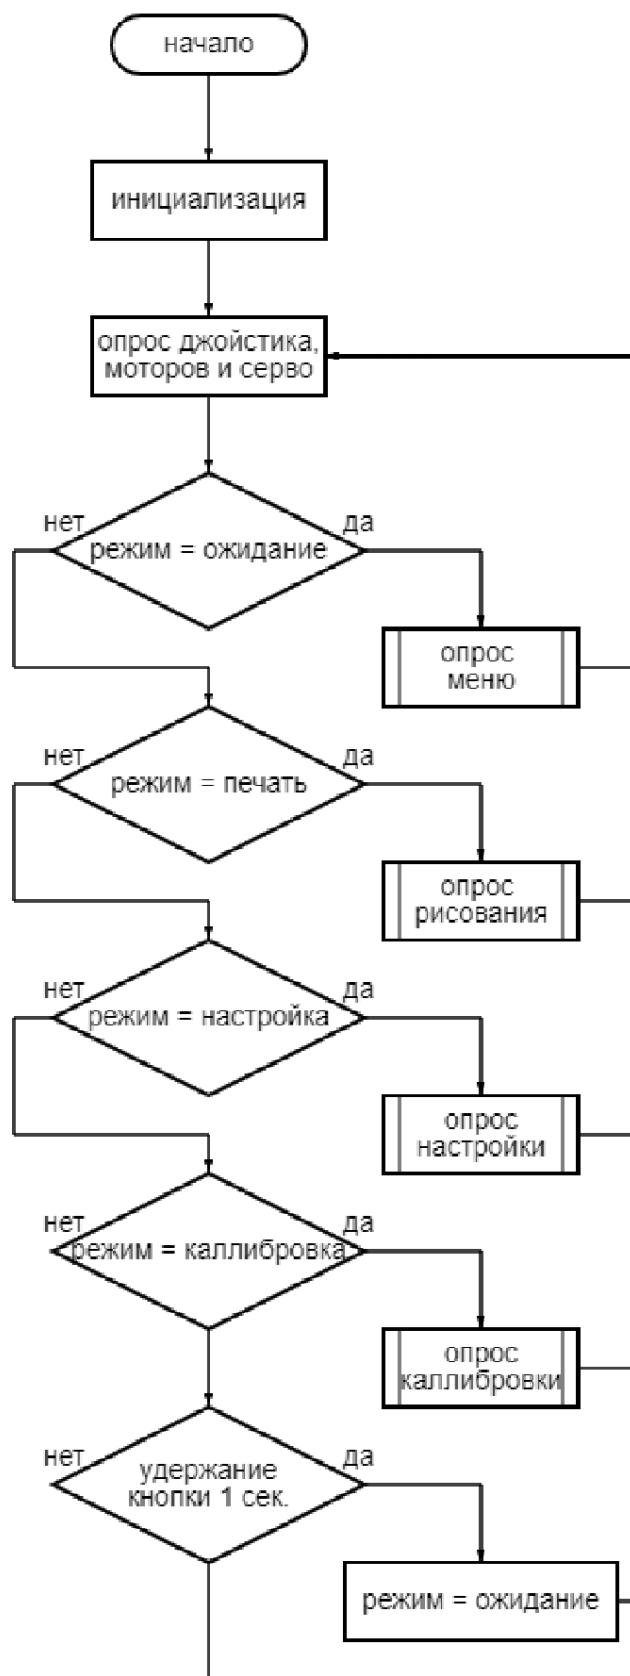 начало
инициализация
опрос джойстика,
моторов и серво
нет
да
режим = ожидание
опрос
меню
нет
да
режим = печать
опрос
рисования
нет
да
режим = настройка
опрос
настройки
нет
да
режим = каллибровка
опрос
каллибровки
нет
да
удержание
кнопки 1 сек.
режим = ожидание